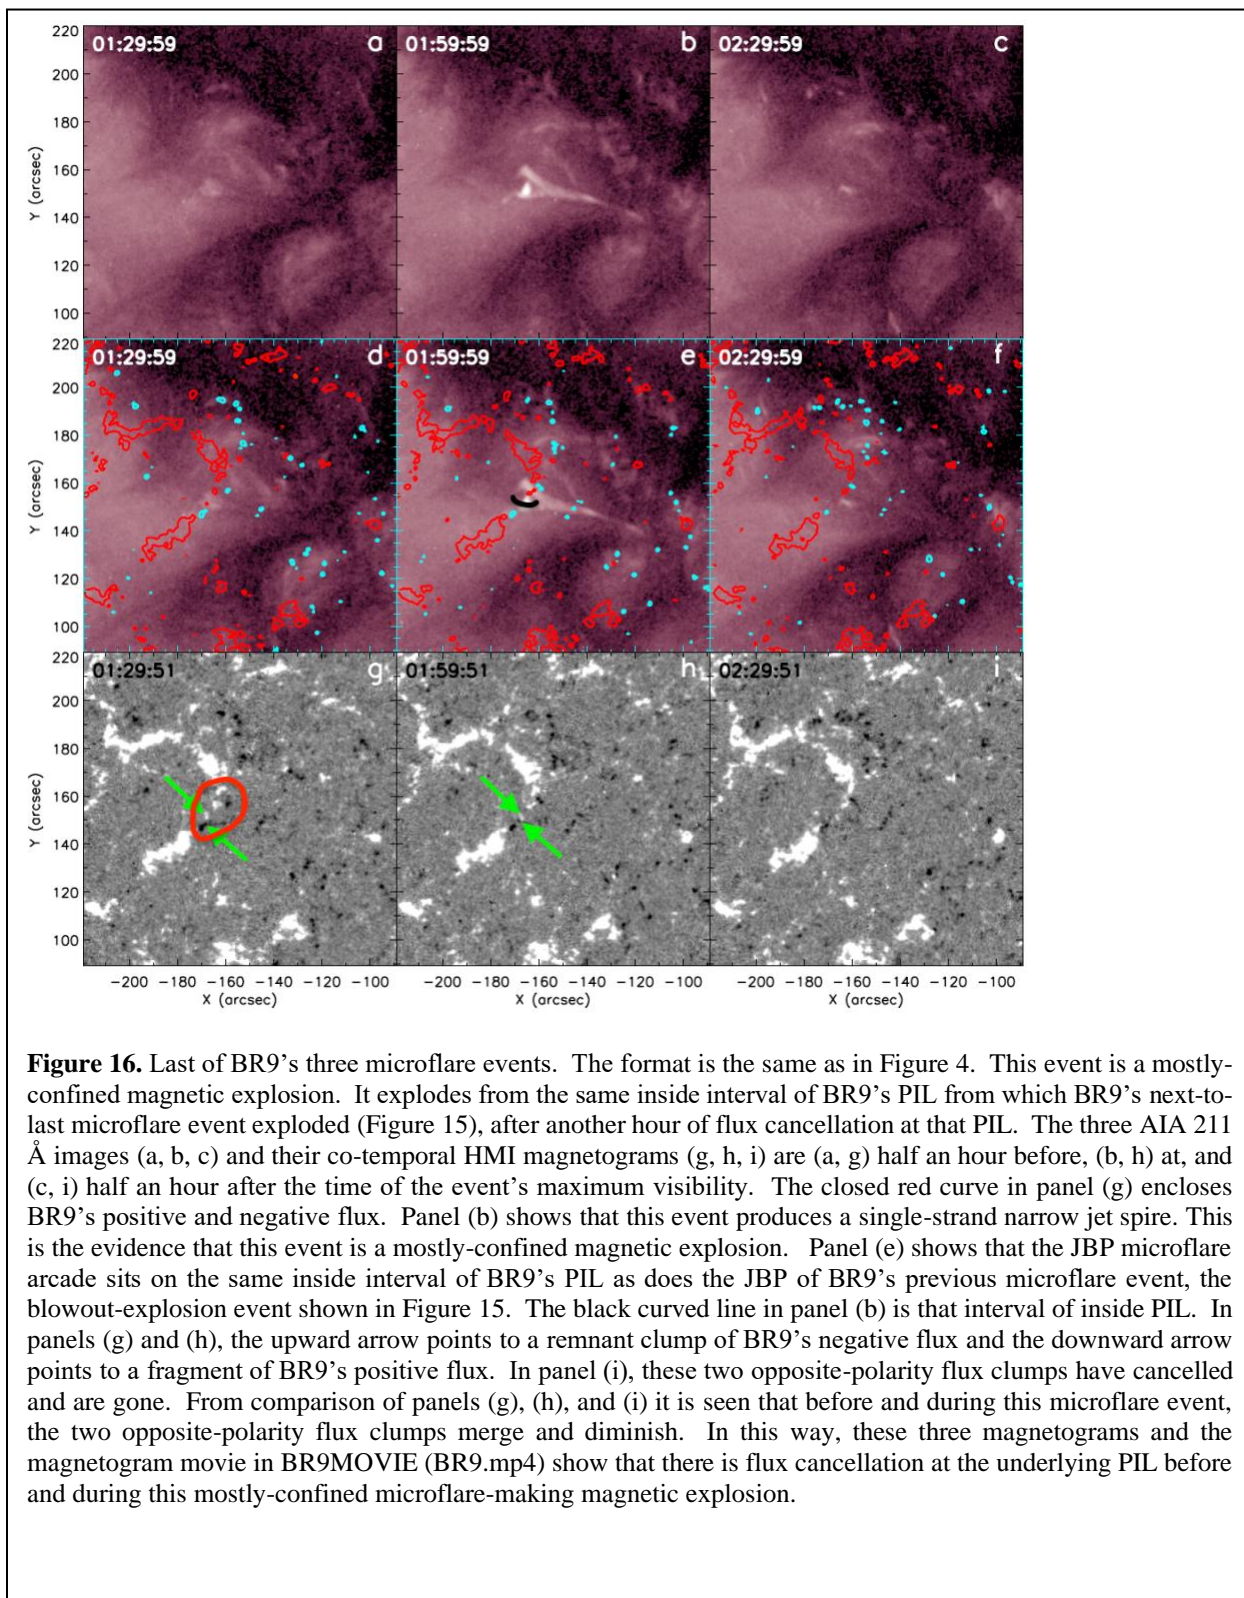 220
200
180
160
140
120
100
Y (arcsec)
01:29:59
a
01:59:59
b
02:29:59
c
220
200
180
160
140
120
100
Y (arcsec)
01:29:59
d
01:59:59
e
02:29:59
f
220
200
180
160
140
120
100
Y (arcsec)
01:29:51
g
01:59:51
h
02:29:51
i
−200 −180 −160 −140 −120 −100
−200 −180 −160 −140 −120 −100
−200 −180 −160 −140 −120 −100
X (arcsec)
X (arcsec)
X (arcsec)
Figure 16. Last of BR9’s three microflare events. The format is the same as in Figure 4. This event is a mostly-
confined magnetic explosion. It explodes from the same inside interval of BR9’s PIL from which BR9’s next-to-
last microflare event exploded (Figure 15), after another hour of flux cancellation at that PIL. The three AIA 211
Å images (a, b, c) and their co-temporal HMI magnetograms (g, h, i) are (a, g) half an hour before, (b, h) at, and
(c, i) half an hour after the time of the event’s maximum visibility. The closed red curve in panel (g) encloses
BR9’s positive and negative flux. Panel (b) shows that this event produces a single-strand narrow jet spire. This
is the evidence that this event is a mostly-confined magnetic explosion. Panel (e) shows that the JBP microflare
arcade sits on the same inside interval of BR9’s PIL as does the JBP of BR9’s previous microflare event, the
blowout-explosion event shown in Figure 15. The black curved line in panel (b) is that interval of inside PIL. In
panels (g) and (h), the upward arrow points to a remnant clump of BR9’s negative flux and the downward arrow
points to a fragment of BR9’s positive flux. In panel (i), these two opposite-polarity flux clumps have cancelled
and are gone. From comparison of panels (g), (h), and (i) it is seen that before and during this microflare event,
the two opposite-polarity flux clumps merge and diminish. In this way, these three magnetograms and the
magnetogram movie in BR9MOVIE (BR9.mp4) show that there is flux cancellation at the underlying PIL before
and during this mostly-confined microflare-making magnetic explosion.